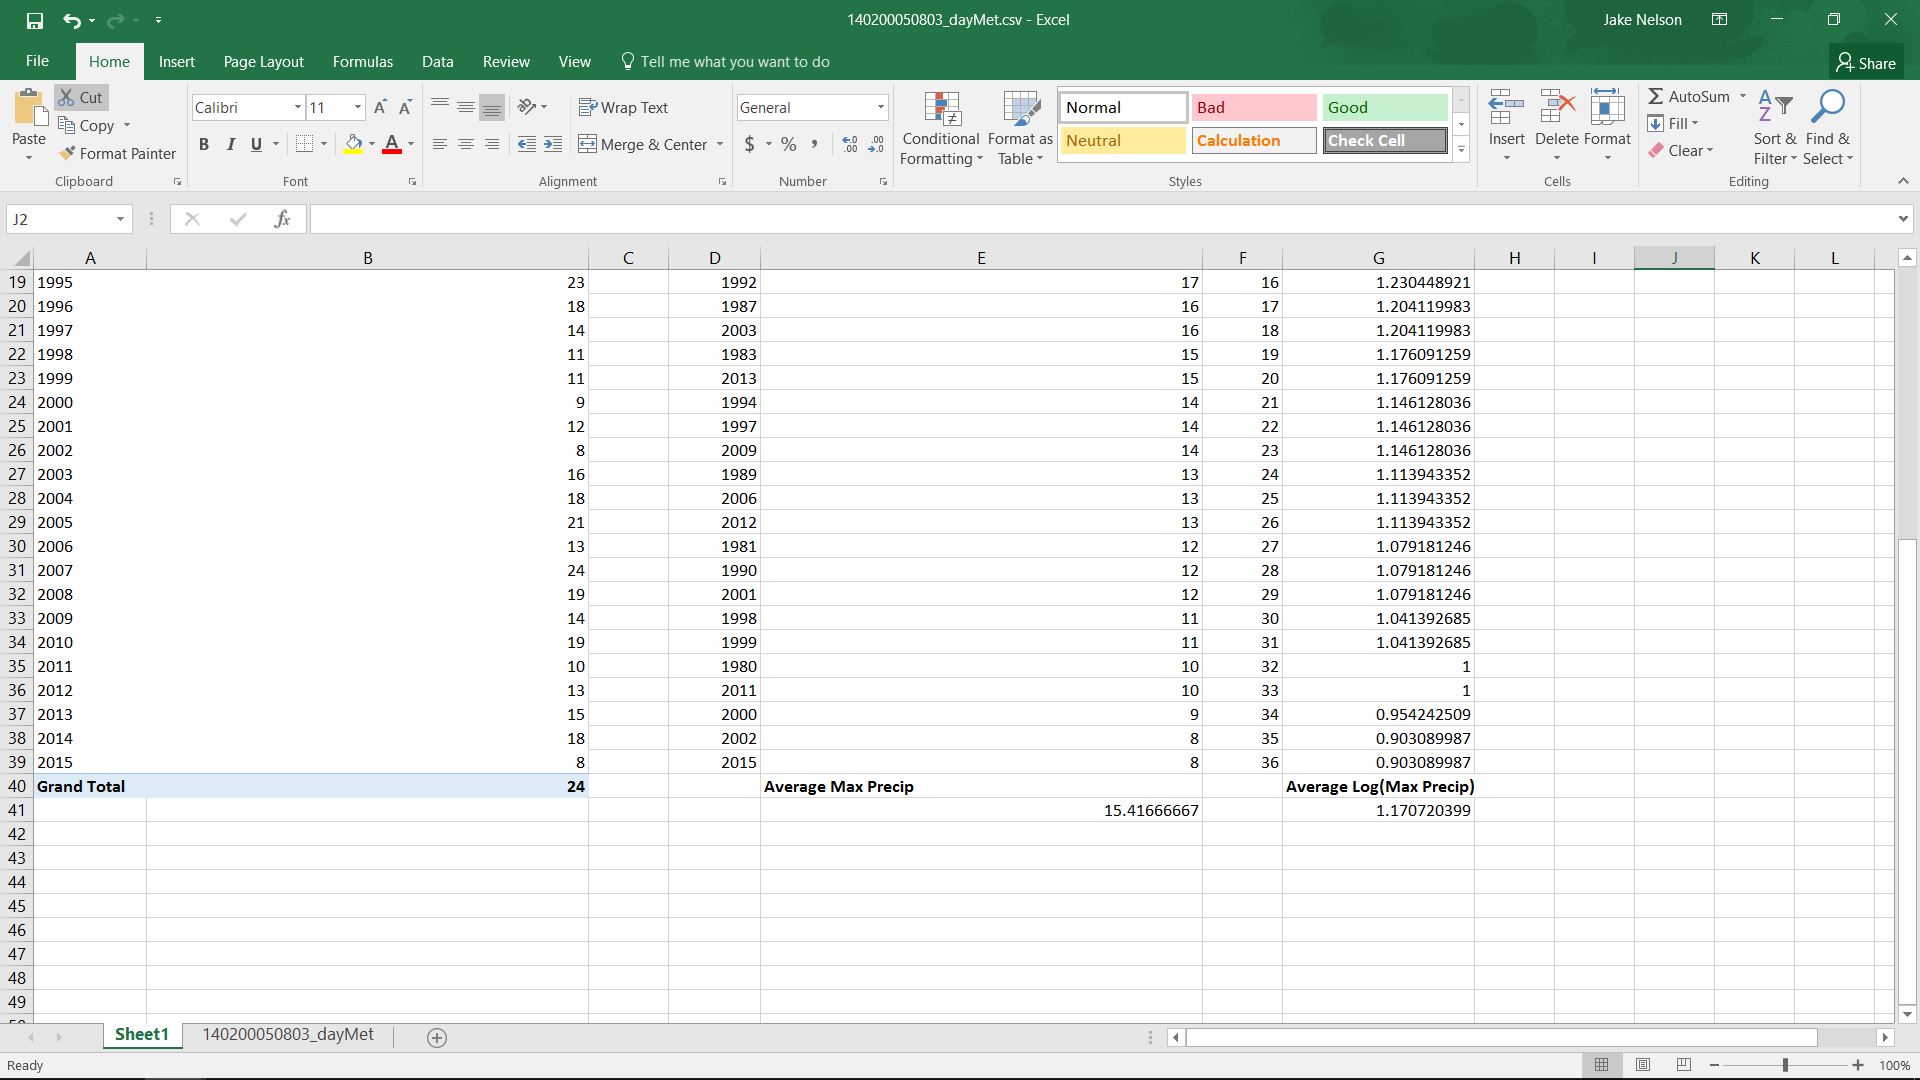 140200050803_dayMet.csv - Excel
Jake Nelson
File Home Insert Page Layout Formulas Data Review View Tell me what you want to do Share
Paste Cut Copy Format Painter Clipboard
Calibri 11 A A B I U A Font
Wrap Text Merge & Center Alignment
General $ % , .00 .0 Number
Conditional Formatting Format as Table Normal Bad Good Neutral Calculation Check Cell Styles
Insert Delete Format Cells
AutoSum Fill Clear Sort & Filter Find & Select Editing
J2 fx
A B C D E F G H I J K L
19 1995 23 1992 17 16 1.230448921
20 1996 18 1987 16 17 1.204119983
21 1997 14 2003 16 18 1.204119983
22 1998 11 1983 15 19 1.176091259
23 1999 11 2013 15 20 1.176091259
24 2000 9 1994 14 21 1.146128036
25 2001 12 1997 14 22 1.146128036
26 2002 8 2009 14 23 1.146128036
27 2003 16 1989 13 24 1.113943352
28 2004 18 2006 13 25 1.113943352
29 2005 21 2012 13 26 1.113943352
30 2006 13 1981 12 27 1.079181246
31 2007 24 1990 12 28 1.079181246
32 2008 19 2001 12 29 1.079181246
33 2009 14 1998 11 30 1.041392685
34 2010 19 1999 11 31 1.041392685
35 2011 10 1980 10 32 1
36 2012 13 2011 10 33 1
37 2013 15 2000 9 34 0.954242509
38 2014 18 2002 8 35 0.903089987
39 2015 8 2015 8 36 0.903089987
40 Grand Total 24 Average Max Precip Average Log(Max Precip)
41 15.41666667 1.170720399
42
43
44
45
46
47
48
49
Sheet1 140200050803_dayMet
Ready 100%